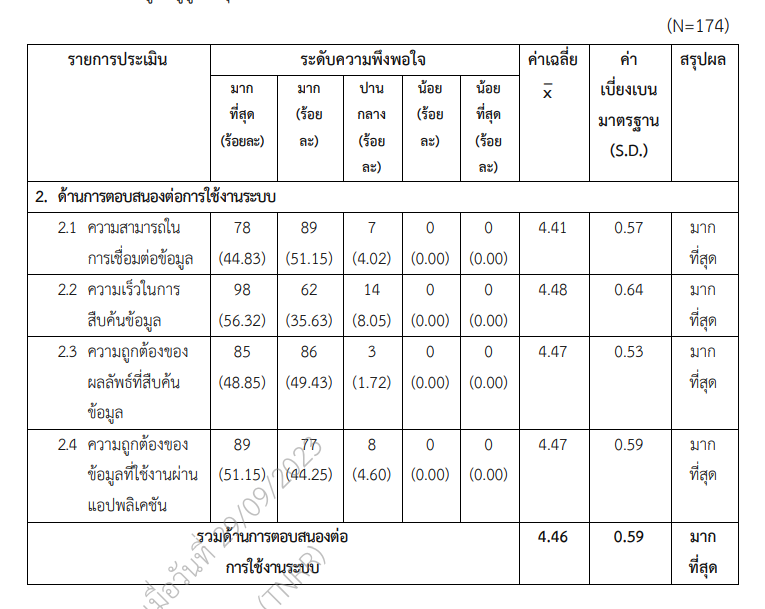 (N=174)
รายการประเมิน ระดับความพึงพอใจ ค่าเฉลี่ย ค่า สรุปผล
มาก มาก ปาน น้อย น้อย x̄ เบี่ยงเบน
ที่สุด (ร้อย กลาง (ร้อย ที่สุด มาตรฐาน
(ร้อยละ) ละ) (ร้อย ละ) (ร้อย (S.D.)
ละ) ละ)
2. ด้านการตอบสนองต่อการใช้งานระบบ
2.1 ความสามารถใน 78 89 7 0 0 4.41 0.57 มาก
การเชื่อมต่อข้อมูล (44.83) (51.15) (4.02) (0.00) (0.00) ที่สุด
2.2 ความเร็วในการ 98 62 14 0 0 4.48 0.64 มาก
สืบค้นข้อมูล (56.32) (35.63) (8.05) (0.00) (0.00) ที่สุด
2.3 ความถูกต้องของ 85 86 3 0 0 4.47 0.53 มาก
ผลลัพธ์ที่สืบค้น (48.85) (49.43) (1.72) (0.00) (0.00) ที่สุด
ข้อมูล
2.4 ความถูกต้องของ 89 77 8 0 0 4.47 0.59 มาก
ข้อมูลที่ใช้งานผ่าน (51.15) (44.25) (4.60) (0.00) (0.00) ที่สุด
แอปพลิเคชัน
รวมด้านการตอบสนองต่อ 4.46 0.59 มาก
การใช้งานระบบ ที่สุด
เมื่อวันที่ 29/09/2023
(TNRR)